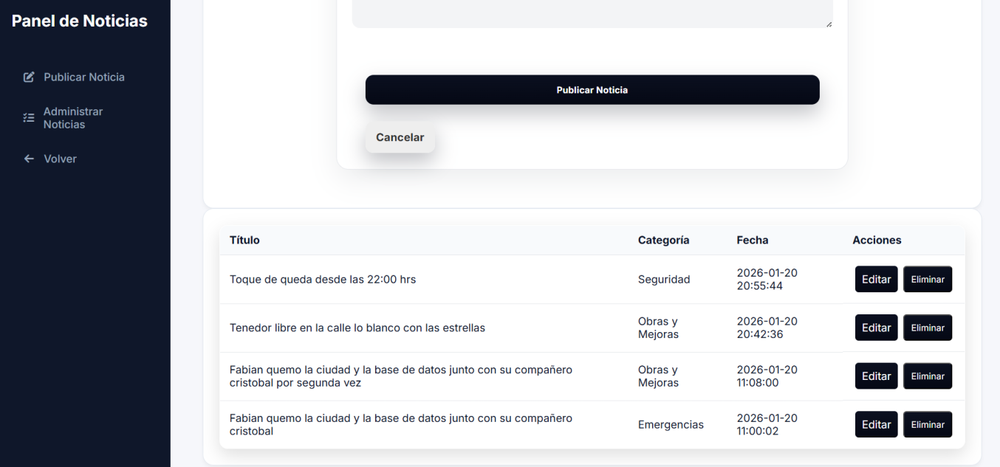 Panel de Noticias
Publicar Noticia
Administrar
Noticias
Volver
Publicar Noticia
Cancelar
Título Categoría Fecha Acciones
Toque de queda desde las 22:00 hrs Seguridad 2026-01-20
20:55:44 Editar Eliminar
Tenedor libre en la calle lo blanco con las estrellas Obras y
Mejoras 2026-01-20
20:42:36 Editar Eliminar
Fabian quemo la ciudad y la base de datos junto con su compañero
cristobal por segunda vez Obras y
Mejoras 2026-01-20
11:08:00 Editar Eliminar
Fabian quemo la ciudad y la base de datos junto con su compañero
cristobal Emergencias 2026-01-20
11:00:02 Editar Eliminar